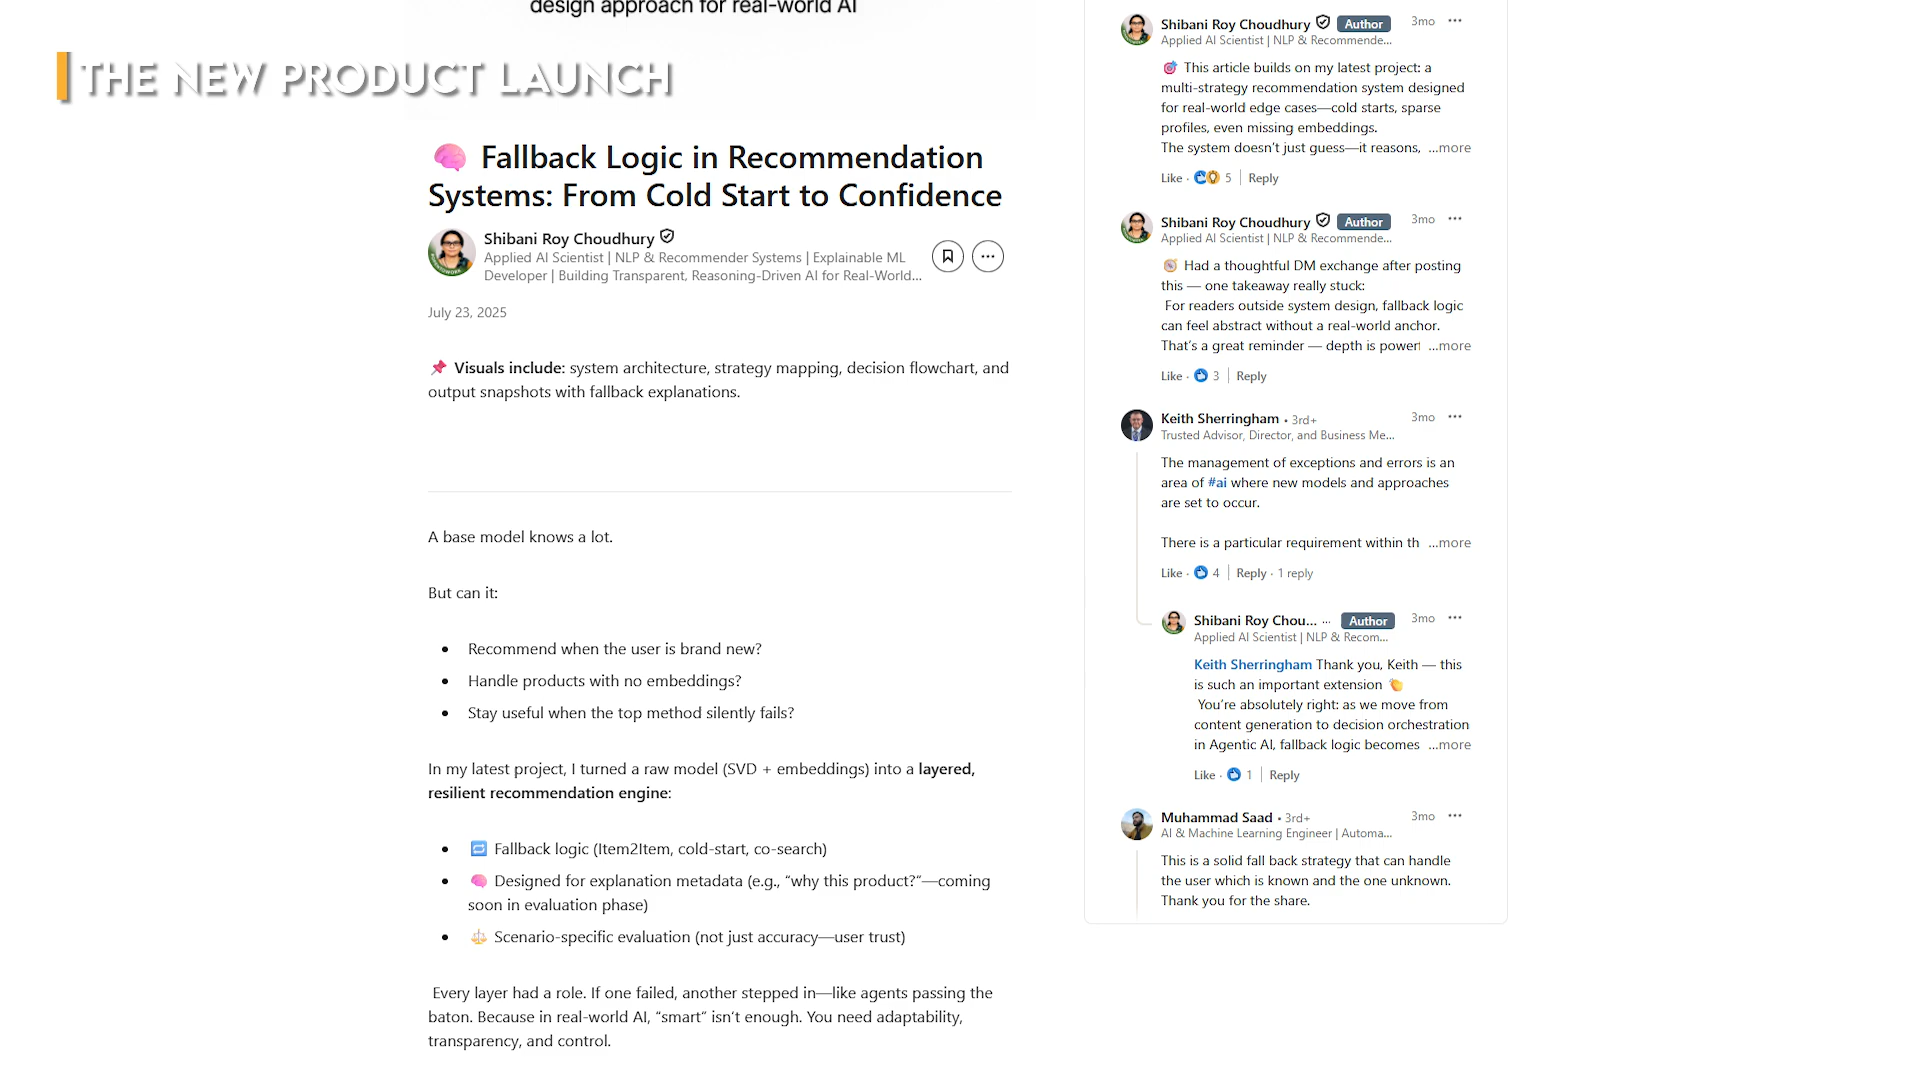 design approach for real-world AI
THE NEW PRODUCT LAUNCH
🧠 Fallback Logic in Recommendation
Systems: From Cold Start to Confidence
Shibani Roy Choudhury
Applied AI Scientist | NLP & Recommender Systems | Explainable ML
Developer | Building Transparent, Reasoning-Driven AI for Real-World...
July 23, 2025
📌 Visuals include: system architecture, strategy mapping, decision flowchart, and
output snapshots with fallback explanations.
A base model knows a lot.
But can it:
• Recommend when the user is brand new?
• Handle products with no embeddings?
• Stay useful when the top method silently fails?
In my latest project, I turned a raw model (SVD + embeddings) into a layered,
resilient recommendation engine:
• 🔁 Fallback logic (Item2Item, cold-start, co-search)
• 🧠 Designed for explanation metadata (e.g., “why this product?”—coming
soon in evaluation phase)
• ⚖️ Scenario-specific evaluation (not just accuracy—user trust)
Every layer had a role. If one failed, another stepped in—like agents passing the
baton. Because in real-world AI, “smart” isn’t enough. You need adaptability,
transparency, and control.
Shibani Roy Choudhury Author 3mo
Applied AI Scientist | NLP & Recommende...
🎯 This article builds on my latest project: a
multi-strategy recommendation system designed
for real-world edge cases—cold starts, sparse
profiles, even missing embeddings.
The system doesn’t just guess—it reasons, ...more
Like · 5 | Reply
Shibani Roy Choudhury Author 3mo
Applied AI Scientist | NLP & Recommende...
🧭 Had a thoughtful DM exchange after posting
this — one takeaway really stuck:
For readers outside system design, fallback logic
can feel abstract without a real-world anchor.
That’s a great reminder — depth is power ...more
Like · 3 | Reply
Keith Sherringham • 3rd+ 3mo
Trusted Advisor, Director, and Business Me...
The management of exceptions and errors is an
area of #ai where new models and approaches
are set to occur.
There is a particular requirement within th ...more
Like · 4 | Reply · 1 reply
Shibani Roy Chou... ... Author 3mo
Applied AI Scientist | NLP & Recom...
Keith Sherringham Thank you, Keith — this
is such an important extension 👏
You’re absolutely right: as we move from
content generation to decision orchestration
in Agentic AI, fallback logic becomes ...more
Like · 1 | Reply
Muhammad Saad • 3rd+ 3mo
AI & Machine Learning Engineer | Automa...
This is a solid fall back strategy that can handle
the user which is known and the one unknown.
Thank you for the share.